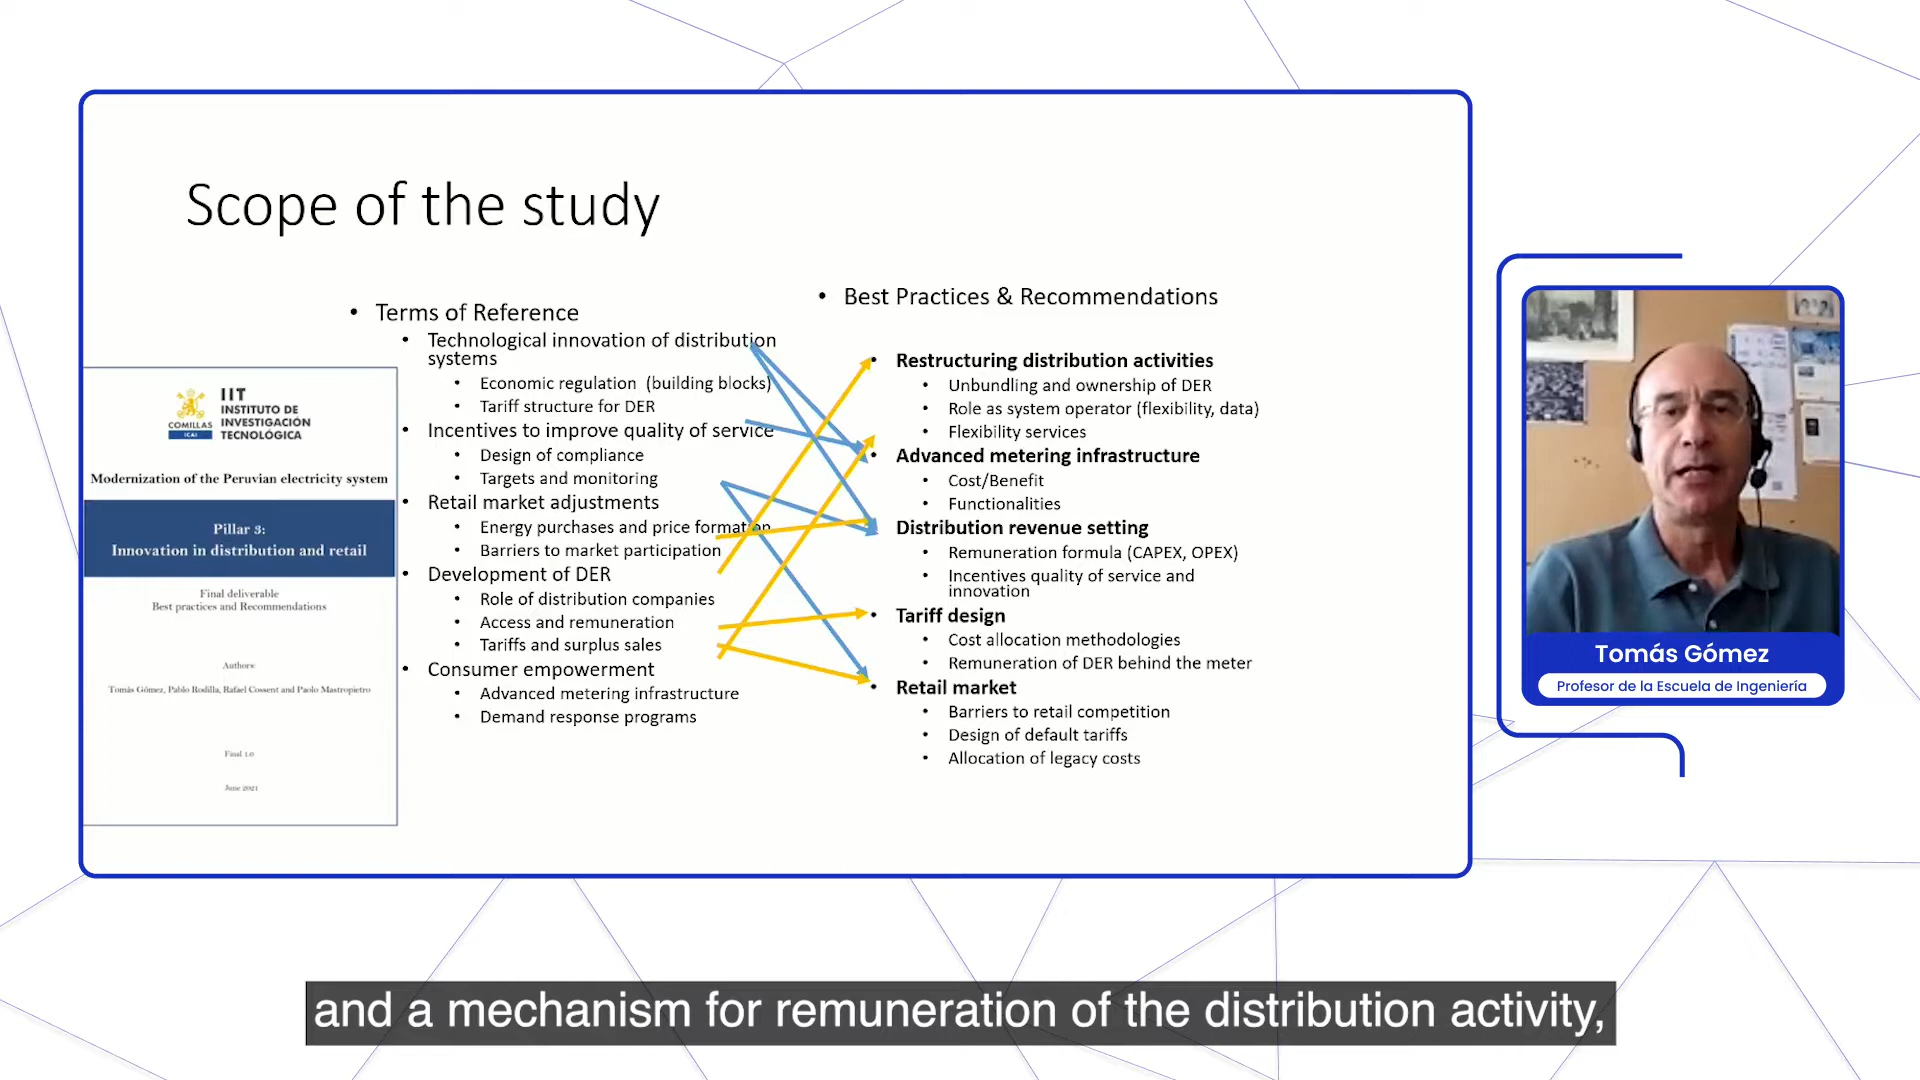 Scope of the study
IIT
INSTITUTO DE
INVESTIGACIÓN
TECNOLÓGICA
COMILLAS
ICAI
Modernization of the Peruvian electricity system
Pillar 3:
Innovation in distribution and retail
Final deliverable
Best practices and Recommendations
Authors:
Tomás Gómez, Pablo Rodilla, Rafael Cossent and Paolo Mastropietro
Final 1.0
June 2021
• Terms of Reference
• Technological innovation of distribution
systems
• Economic regulation (building blocks)
• Tariff structure for DER
• Incentives to improve quality of service
• Design of compliance
• Targets and monitoring
• Retail market adjustments
• Energy purchases and price formation
• Barriers to market participation
• Development of DER
• Role of distribution companies
• Access and remuneration
• Tariffs and surplus sales
• Consumer empowerment
• Advanced metering infrastructure
• Demand response programs
• Best Practices & Recommendations
• Restructuring distribution activities
• Unbundling and ownership of DER
• Role as system operator (flexibility, data)
• Flexibility services
• Advanced metering infrastructure
• Cost/Benefit
• Functionalities
• Distribution revenue setting
• Remuneration formula (CAPEX, OPEX)
• Incentives quality of service and
innovation
• Tariff design
• Cost allocation methodologies
• Remuneration of DER behind the meter
• Retail market
• Barriers to retail competition
• Design of default tariffs
• Allocation of legacy costs
Tomás Gómez
Profesor de la Escuela de Ingeniería
and a mechanism for remuneration of the distribution activity,